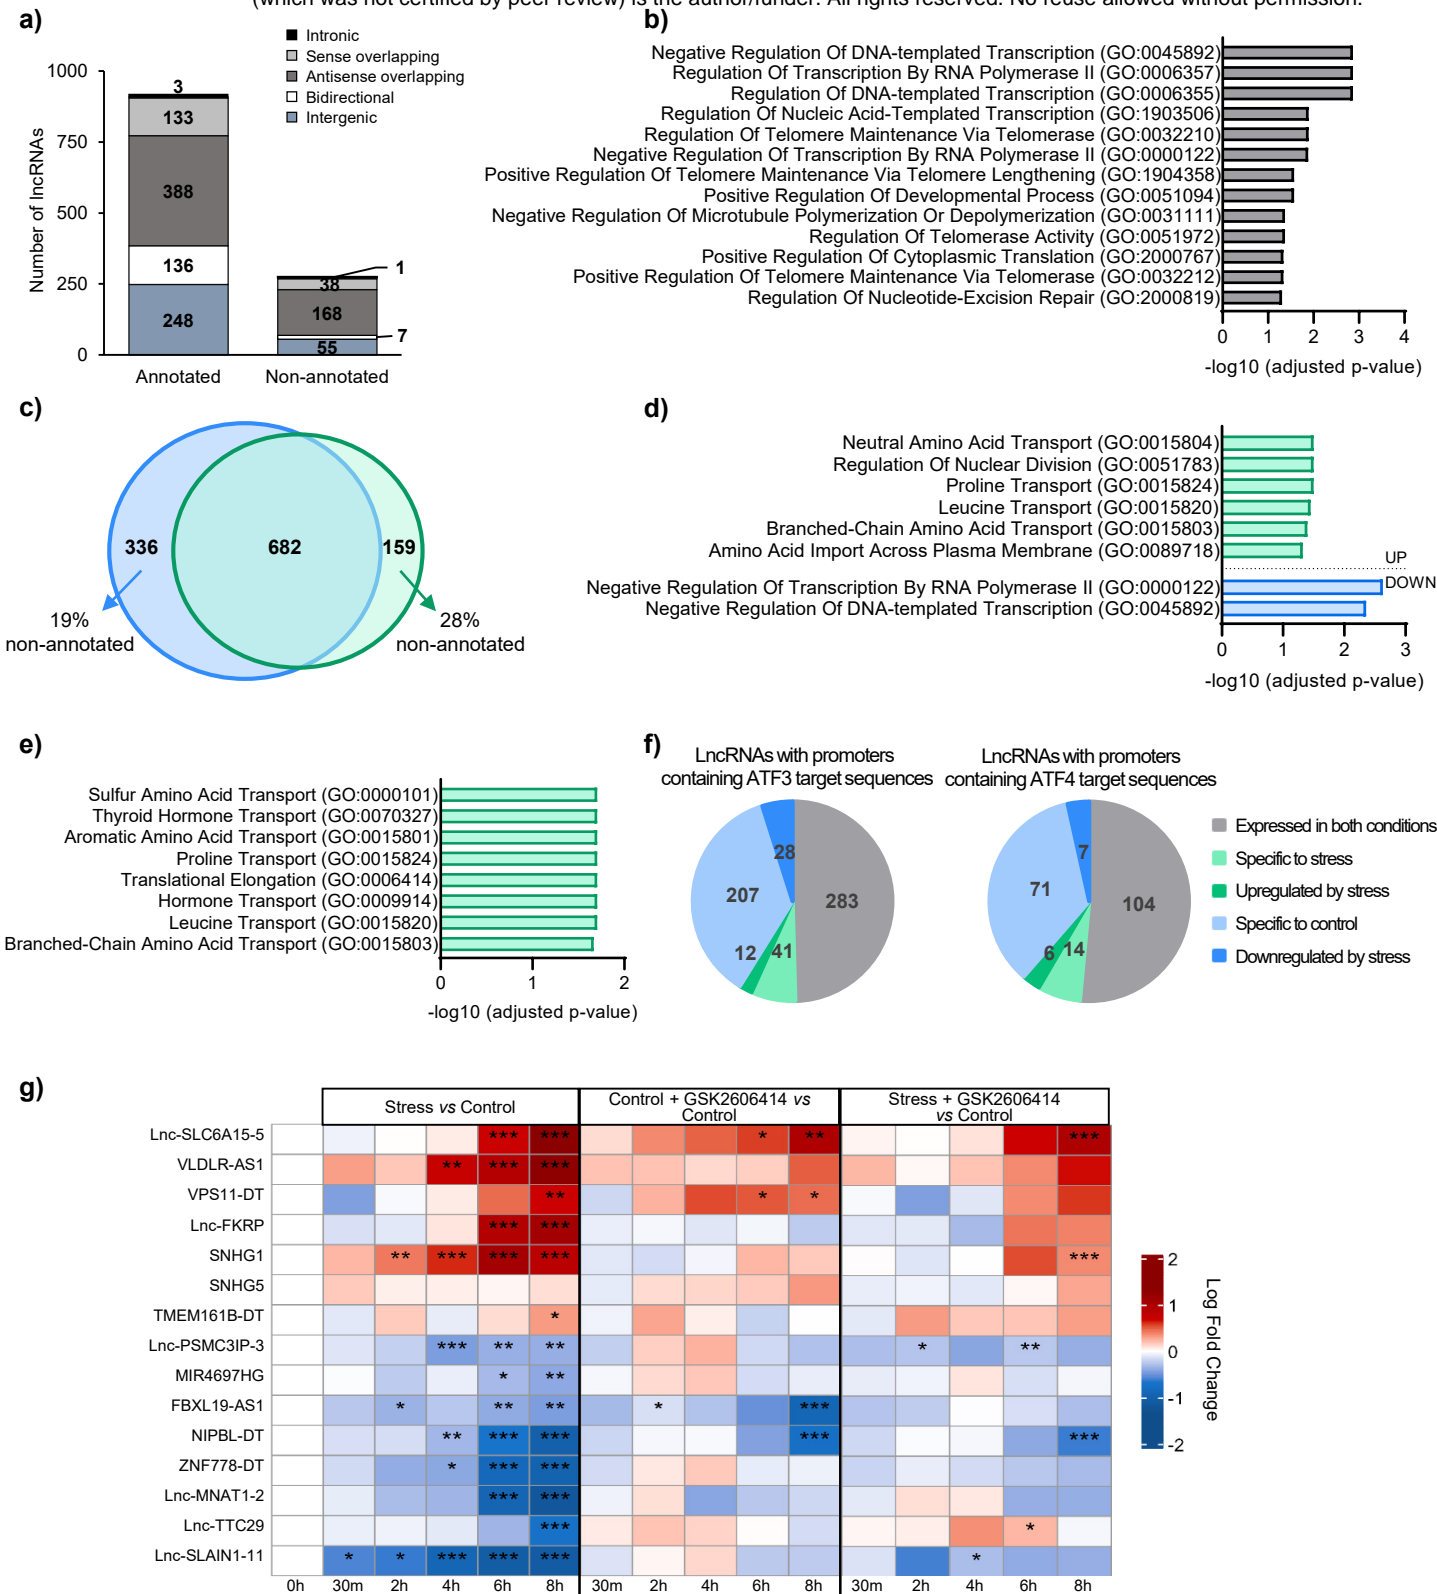 (which was not certified by peer review) is the author/funder. All rights reserved. No reuse allowed without permission.
a)
Intronic
Sense overlapping
Antisense overlapping
Bidirectional
Intergenic
Number of lncRNAs
1000
750
500
250
0
3
133
388
136
248
1
38
168
7
55
Annotated
Non-annotated
b)
Negative Regulation Of DNA-templated Transcription (GO:0045892)
Regulation Of Transcription By RNA Polymerase II (GO:0006357)
Regulation Of DNA-templated Transcription (GO:0006355)
Regulation Of Nucleic Acid-Templated Transcription (GO:1903506)
Regulation Of Telomere Maintenance Via Telomerase (GO:0032210)
Negative Regulation Of Transcription By RNA Polymerase II (GO:0000122)
Positive Regulation Of Telomere Maintenance Via Telomere Lengthening (GO:1904358)
Positive Regulation Of Developmental Process (GO:0051094)
Negative Regulation Of Microtubule Polymerization Or Depolymerization (GO:0031111)
Regulation Of Telomerase Activity (GO:0051972)
Positive Regulation Of Cytoplasmic Translation (GO:2000767)
Positive Regulation Of Telomere Maintenance Via Telomerase (GO:0032212)
Regulation Of Nucleotide-Excision Repair (GO:2000819)
0 1 2 3 4
-log10 (adjusted p-value)
c)
336
682
159
19%
non-annotated
28%
non-annotated
d)
Neutral Amino Acid Transport (GO:0015804)
Regulation Of Nuclear Division (GO:0051783)
Proline Transport (GO:0015824)
Leucine Transport (GO:0015820)
Branched-Chain Amino Acid Transport (GO:0015803)
Amino Acid Import Across Plasma Membrane (GO:0089718)
UP
DOWN
Negative Regulation Of Transcription By RNA Polymerase II (GO:0000122)
Negative Regulation Of DNA-templated Transcription (GO:0045892)
0 1 2 3
-log10 (adjusted p-value)
e)
Sulfur Amino Acid Transport (GO:0000101)
Thyroid Hormone Transport (GO:0070327)
Aromatic Amino Acid Transport (GO:0015801)
Proline Transport (GO:0015824)
Translational Elongation (GO:0006414)
Hormone Transport (GO:0009914)
Leucine Transport (GO:0015820)
Branched-Chain Amino Acid Transport (GO:0015803)
0 1 2
-log10 (adjusted p-value)
f)
LncRNAs with promoters
containing ATF3 target sequences
28
207
283
12
41
LncRNAs with promoters
containing ATF4 target sequences
7
71
104
6
14
Expressed in both conditions
Specific to stress
Upregulated by stress
Specific to control
Downregulated by stress
g)
Stress vs Control
Control + GSK2606414 vs
Control
Stress + GSK2606414
vs Control
Lnc-SLC6A15-5 *** *** * ** ***
VLDLR-AS1 ** *** ***
VPS11-DT ** * *
Lnc-FKRP *** ***
SNHG1 ** *** *** *** ***
SNHG5
TMEM161B-DT *
Lnc-PSMC3IP-3 *** ** ** * **
MIR4697HG * **
FBXL19-AS1 * ** ** * ***
NIPBL-DT ** *** *** *** ***
ZNF778-DT * *** ***
Lnc-MNAT1-2 *** ***
Lnc-TTC29 *** *
Lnc-SLAIN1-11 * * *** *** *** *
0h 30m 2h 4h 6h 8h 30m 2h 4h 6h 8h 30m 2h 4h 6h 8h
2
1
0
-1
-2
Log Fold Change